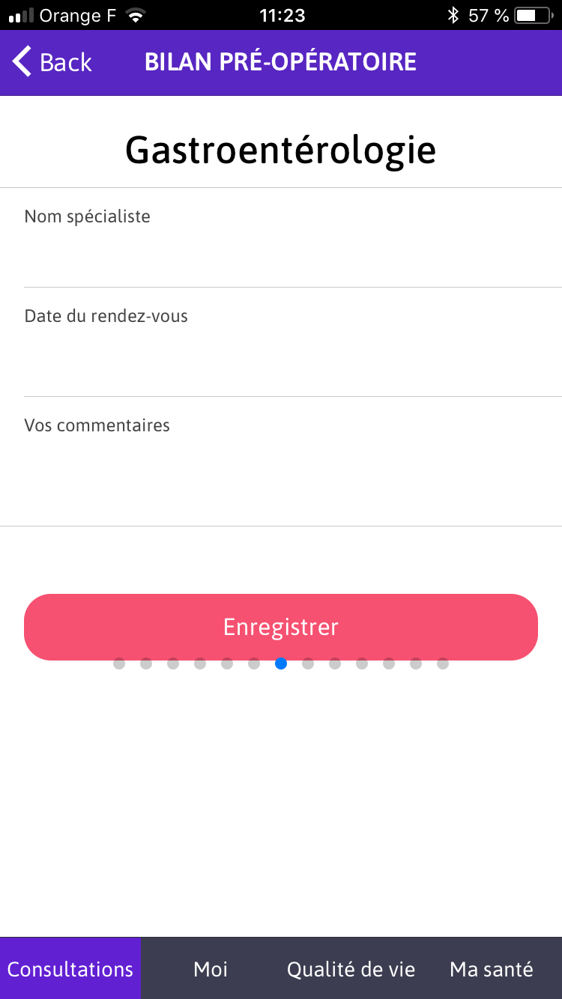 Orange F 11:23 57 %
Back BILAN PRÉ-OPÉRATOIRE
Gastroentérologie
Nom spécialiste
Date du rendez-vous
Vos commentaires
Enregistrer
Consultations Moi Qualité de vie Ma santé